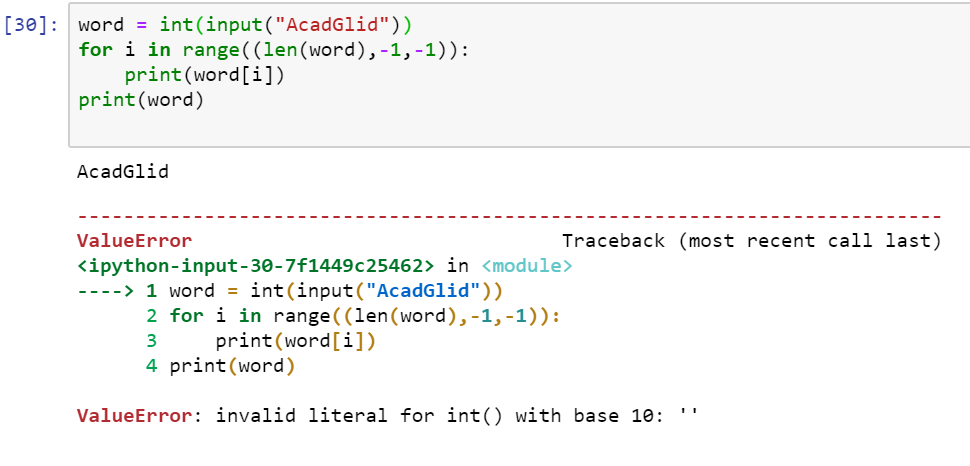 [30]: word = int(input("AcadGlid"))
for i in range((len(word),-1,-1)):
    print(word[i])
print(word)
AcadGlid
---------------------------------------------------------------------------
ValueError                                Traceback (most recent call last)
<ipython-input-30-7f1449c25462> in <module>
----> 1 word = int(input("AcadGlid"))
      2 for i in range((len(word),-1,-1)):
      3     print(word[i])
      4 print(word)
ValueError: invalid literal for int() with base 10: ''